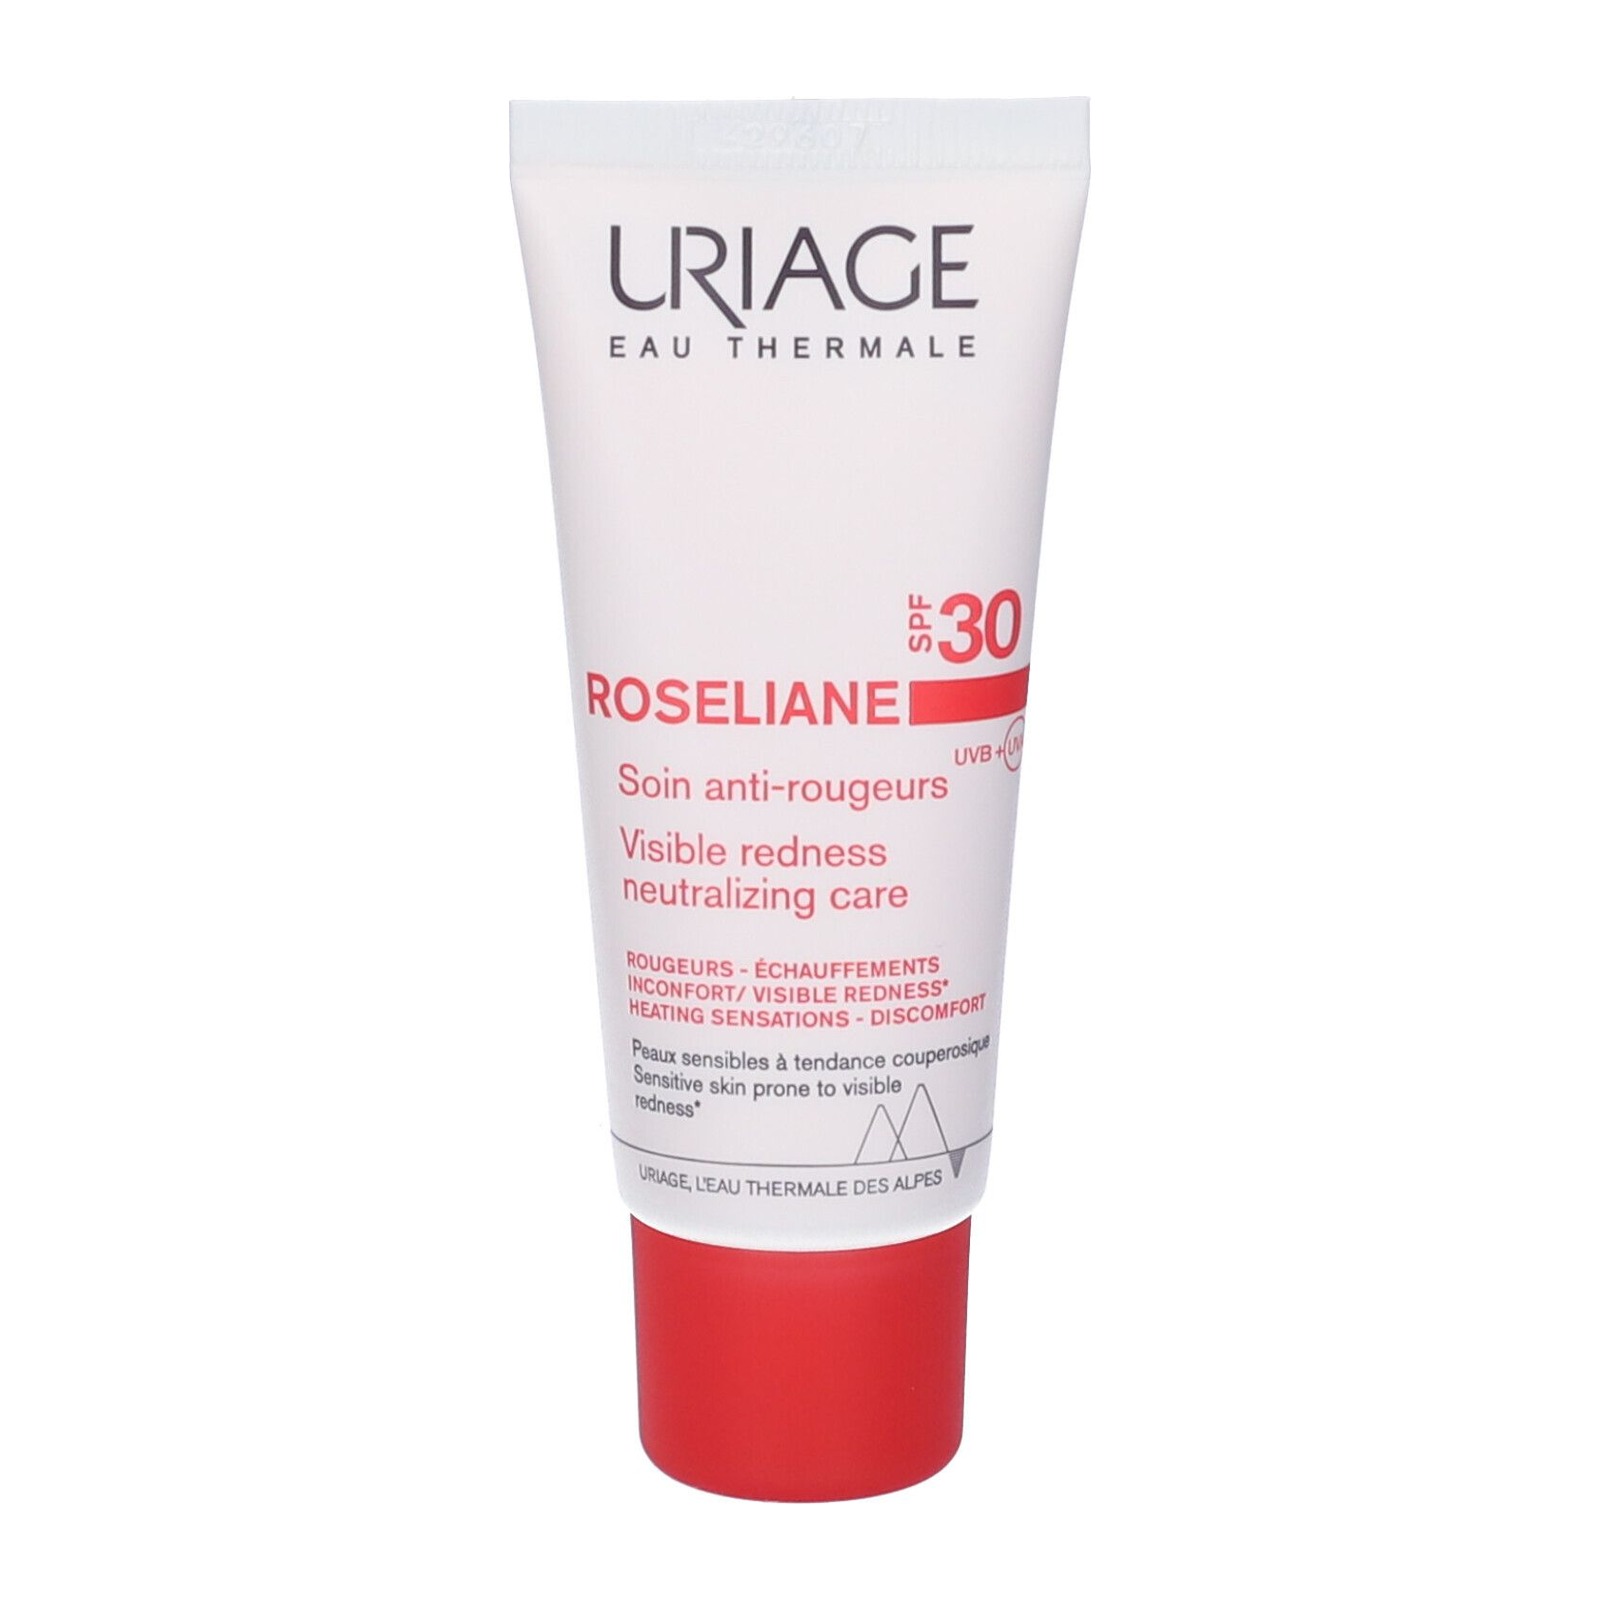 URIAGE
EAU THERMALE
SPF 30
ROSELIANE
UVB +
Soin anti-rougeurs
Visible redness
neutralizing care
ROUGEURS - ÉCHAUFFEMENTS
INCONFORT/ VISIBLE REDNESS*
HEATING SENSATIONS - DISCOMFORT
Peaux sensibles à tendance couperosique
Sensitive skin prone to visible
redness*
URIAGE, L'EAU THERMALE DES ALPES